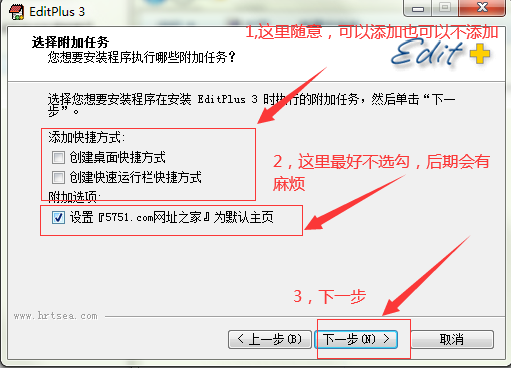 EditPlus 3
1,这里随意，可以添加也可以不添加
选择附加任务
您想要安装程序执行哪些附加任务？
Edit+
选择您想要安装程序在安装 EditPlus 3 时执行的附加任务，然后单击“下一
步”。
添加快捷方式:
创建桌面快捷方式
创建快速运行栏快捷方式
2，这里最好不选勾，后期会有
麻烦
附加选项:
设置『5751.com网址之家』为默认主页
3，下一步
www.hrtsea.com
< 上一步(B)
下一步(N) >
取消